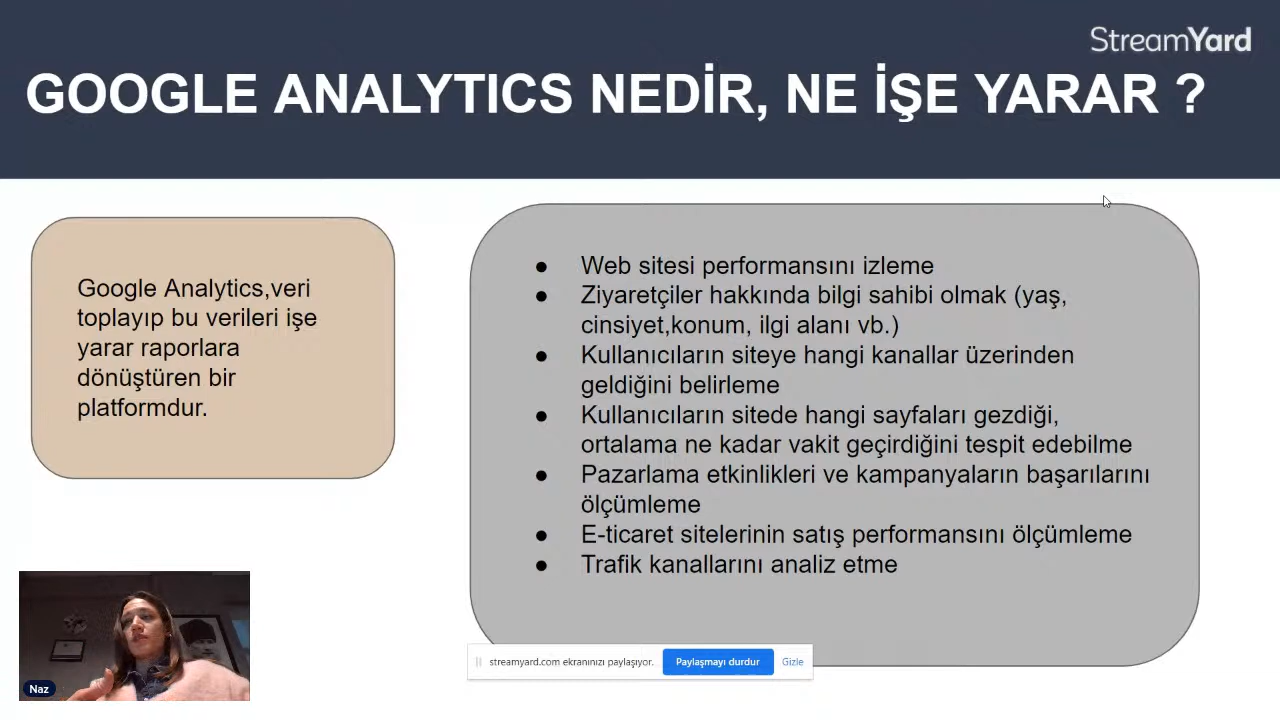 StreamYard
GOOGLE ANALYTICS NEDİR, NE İŞE YARAR ?
Google Analytics,veri
toplayıp bu verileri işe
yarar raporlara
dönüştüren bir
platformdur.
● Web sitesi performansını izleme
● Ziyaretçiler hakkında bilgi sahibi olmak (yaş,
cinsiyet,konum, ilgi alanı vb.)
● Kullanıcıların siteye hangi kanallar üzerinden
geldiğini belirleme
● Kullanıcıların sitede hangi sayfaları gezdiği,
ortalama ne kadar vakit geçirdiğini tespit edebilme
● Pazarlama etkinlikleri ve kampanyaların başarılarını
ölçümleme
● E-ticaret sitelerinin satış performansını ölçümleme
● Trafik kanallarını analiz etme
streamyard.com ekranınızı paylaşıyor. Paylaşmayı durdur Gizle
Naz